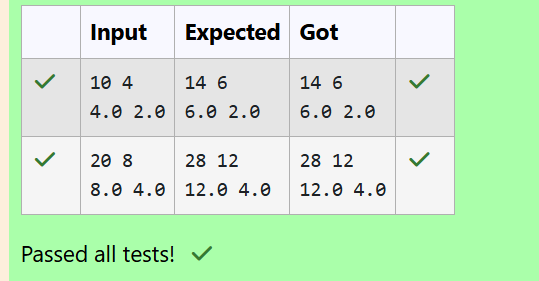 Input Expected Got
10 4 14 6 14 6
4.0 2.0 6.0 2.0 6.0 2.0
20 8 28 12 28 12
8.0 4.0 12.0 4.0 12.0 4.0
Passed all tests!